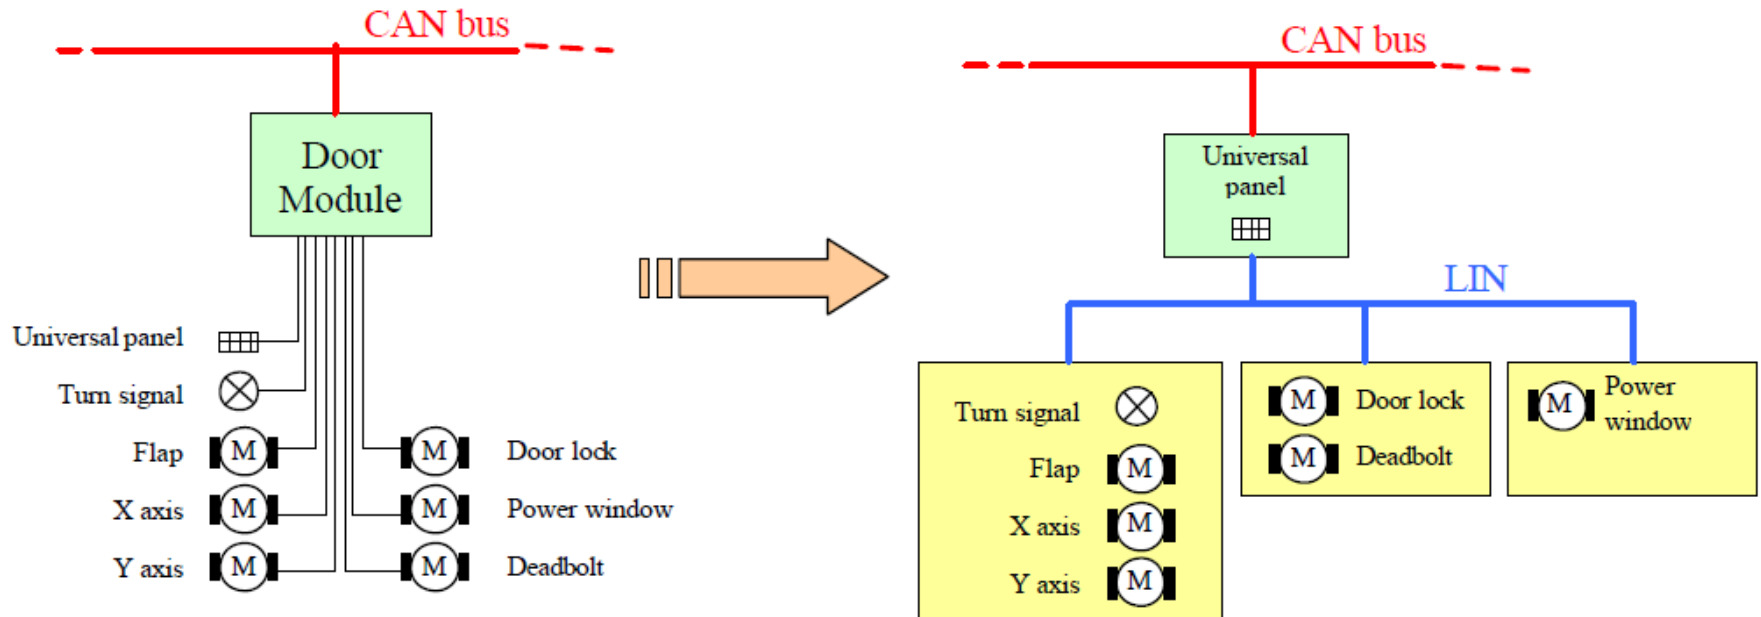 CAN bus
Door
Module
Universal panel
Turn signal
Flap
M
M
Door lock
X axis
M
M
Power window
Y axis
M
M
Deadbolt
CAN bus
Universal
panel
LIN
Turn signal
Flap
M
X axis
M
Y axis
M
M
Door lock
M
Deadbolt
M
Power
window